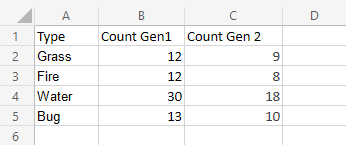 A B C D
1 Type Count Gen1 Count Gen 2
2 Grass 12 9
3 Fire 12 8
4 Water 30 18
5 Bug 13 10
6